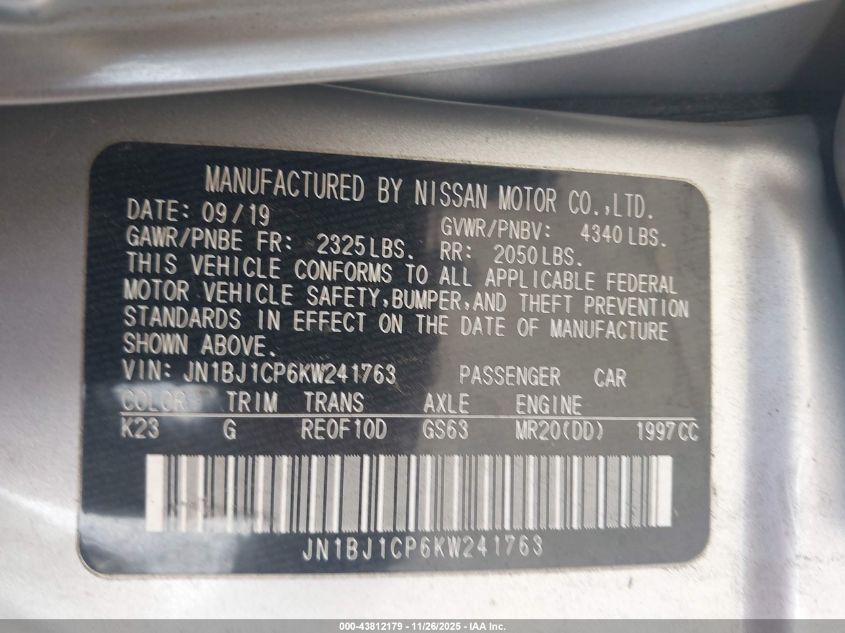 MANUFACTURED BY NISSAN MOTOR CO.,LTD.
DATE: 09/19 GVWR/PNBV: 4340 LBS.
GAWR/PNBE FR: 2325LBS. RR: 2050LBS.
THIS VEHICLE CONFORMS TO ALL APPLICABLE FEDERAL
MOTOR VEHICLE SAFETY,BUMPER,AND THEFT PREVENTION
STANDARDS IN EFFECT ON THE DATE OF MANUFACTURE
SHOWN ABOVE.
VIN: JN1BJ1CP6KW241763 PASSENGER CAR
COLOR TRIM TRANS AXLE ENGINE
K23 G RE0F10D GS63 MR20(DD) 1997CC
JN1BJ1CP6KW241763
000-43812179 - 11/26/2025 - IAA Inc.